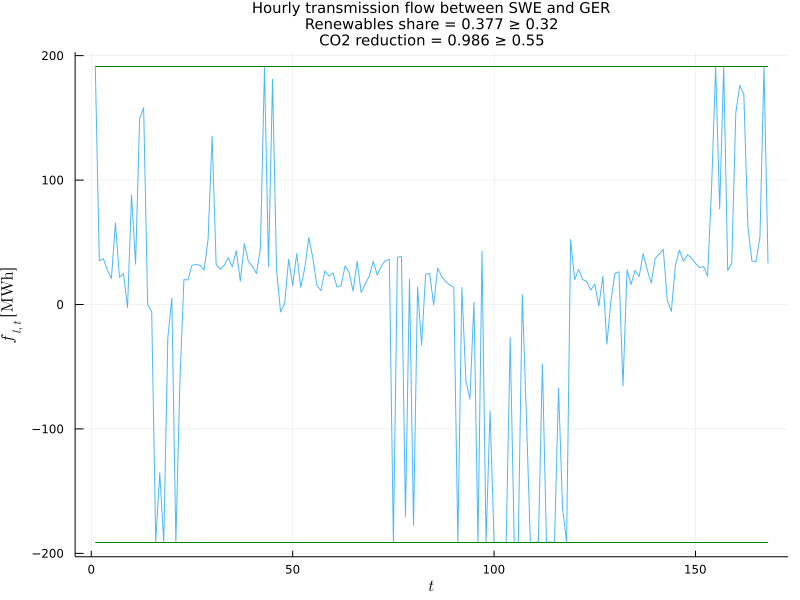 Hourly transmission flow between SWE and GER
Renewables share = 0.377 ≥ 0.32
CO2 reduction = 0.986 ≥ 0.55
200
100
0
−100
−200
f l, t [MWh]
0
50
100
150
t